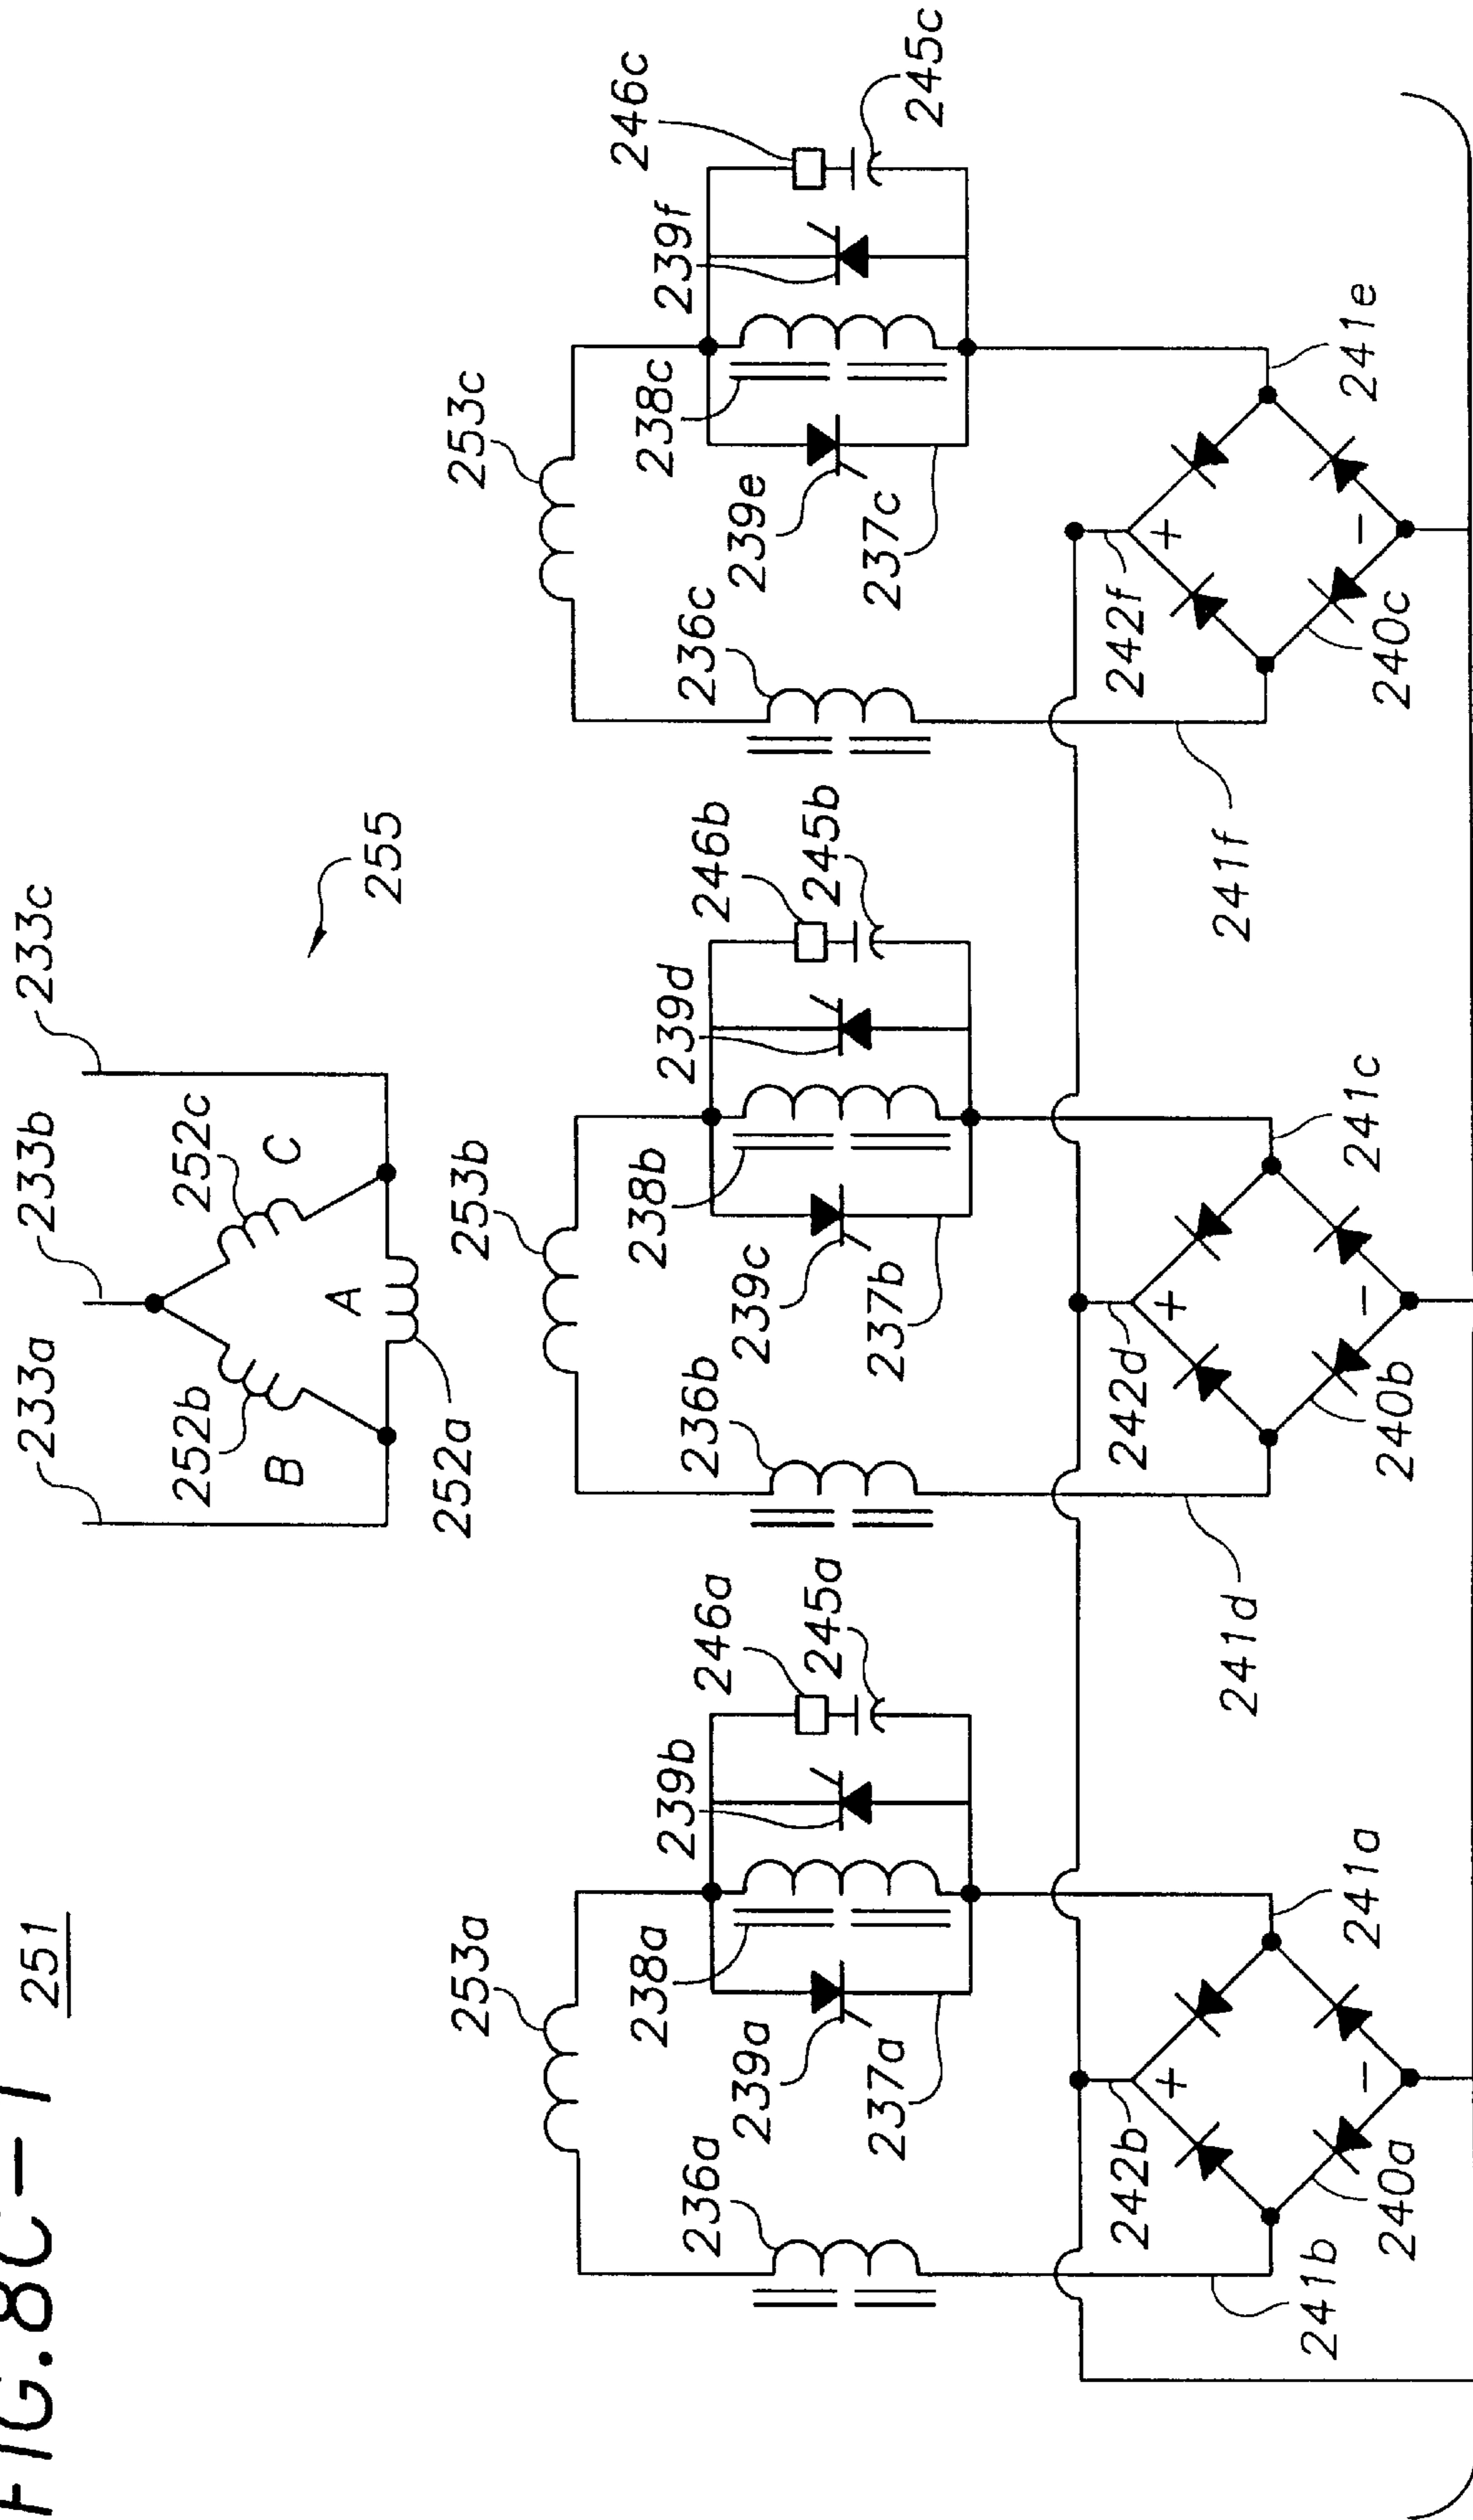 FIG.8C-1
251
233a
233b
233c
252b
252c
B
C
A
252a
255
253a
253b
253c
236a
238a
239a
239b
246a
245a
237a
236b
238b
239c
239d
246b
245b
237b
236c
238c
239e
239f
246c
245c
237c
241b
242b
+
-
240a
241a
241d
242d
+
-
240b
241c
241f
242f
+
-
240c
241e